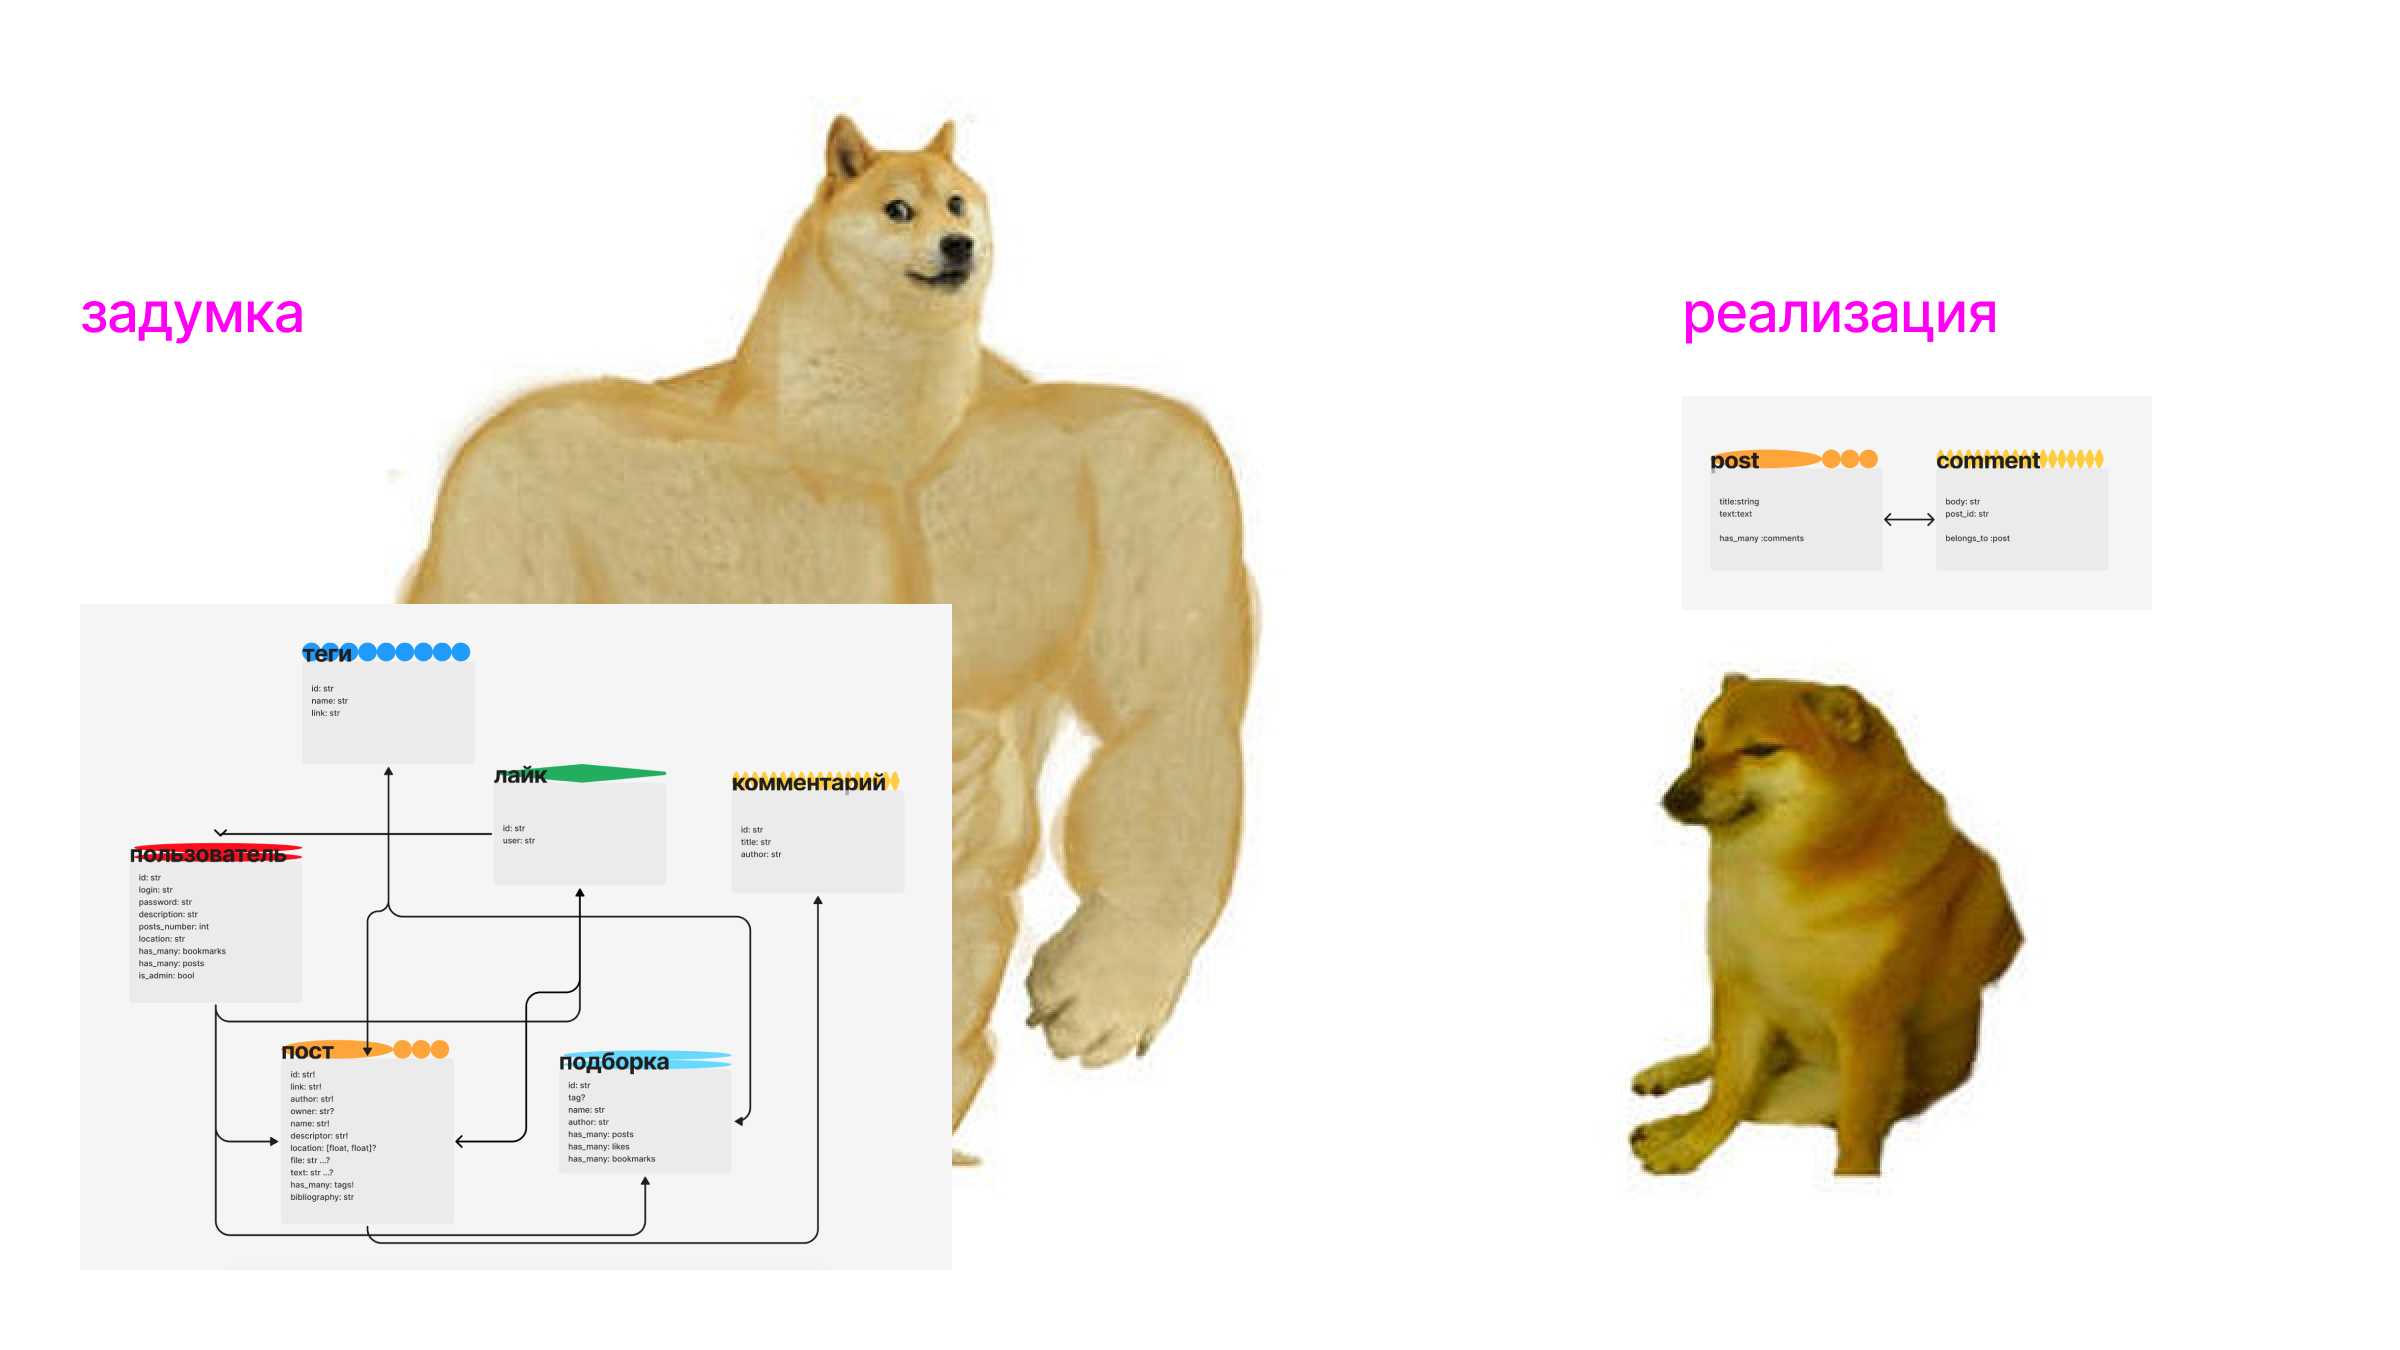 задумка
теги
id: str
name: str
link: str
лайк
id: str
user: str
комментарий
id: str
title: str
author: str
пользователь
id: str
login: str
password: str
description: str
posts_number: int
location: str
has_many: bookmarks
has_many: posts
is_admin: bool
пост
id: str!
link: str!
author: str!
owner: str?
name: str!
descriptor: str!
location: [float, float]?
file: str ...?
text: str ...?
has_many: tags!
bibliography: str
подборка
id: str
tag?
name: str
author: str
has_many: posts
has_many: likes
has_many: bookmarks
реализация
post
title:string
text:text
has_many :comments
comment
body: str
post_id: str
belongs_to :post